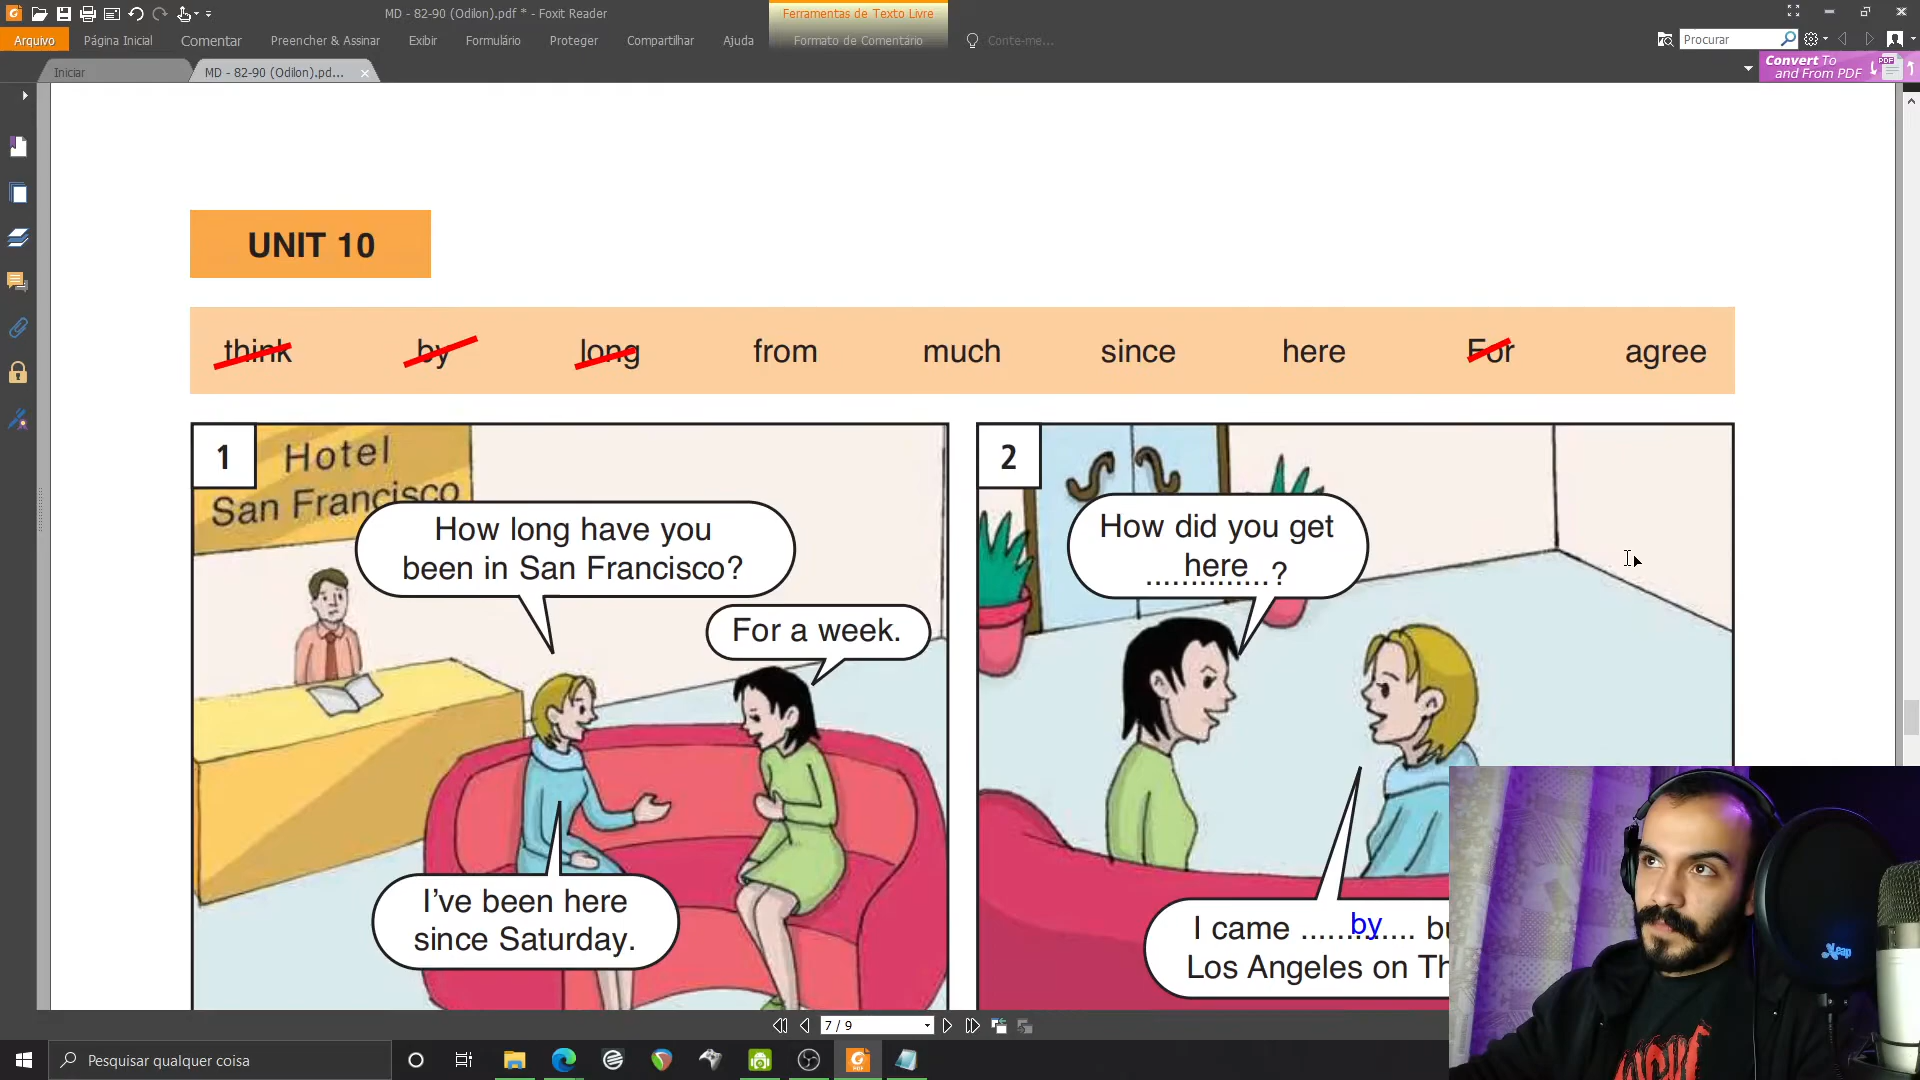 MD - 82-90 (Odilon).pdf * - Foxit Reader
Ferramentas de Texto Livre
Arquivo Página Inicial Comentar Preencher & Assinar Exibir Formulário Proteger Compartilhar Ajuda Formato de Comentário Conte-me... Procurar
Iniciar MD - 82-90 (Odilon).pd...
Convert To
and From PDF
PDF
UNIT 10
think by long from much since here For agree
1
Hotel
San Francisco
How long have you
been in San Francisco?
For a week.
I've been here
since Saturday.
2
How did you get
here ..............?
I came .......by...... bu
Los Angeles on Th
7 / 9
Pesquisar qualquer coisa
PDF